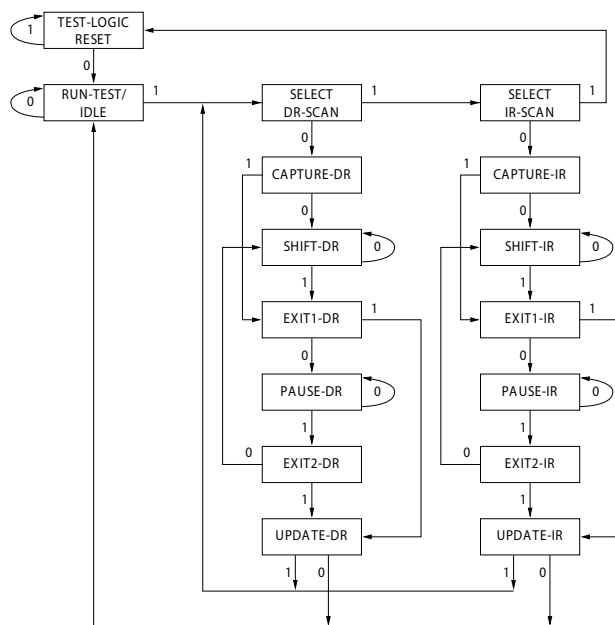 1
TEST-LOGIC
RESET
0
0
RUN-TEST/
IDLE
1
SELECT
DR-SCAN
1
SELECT
IR-SCAN
1
0
0
1
CAPTURE-DR
1
CAPTURE-IR
0
0
SHIFT-DR
0
SHIFT-IR
0
1
1
EXIT1-DR
1
EXIT1-IR
1
0
0
PAUSE-DR
0
PAUSE-IR
0
1
1
0
EXIT2-DR
0
EXIT2-IR
1
1
UPDATE-DR
UPDATE-IR
1
0
1
0